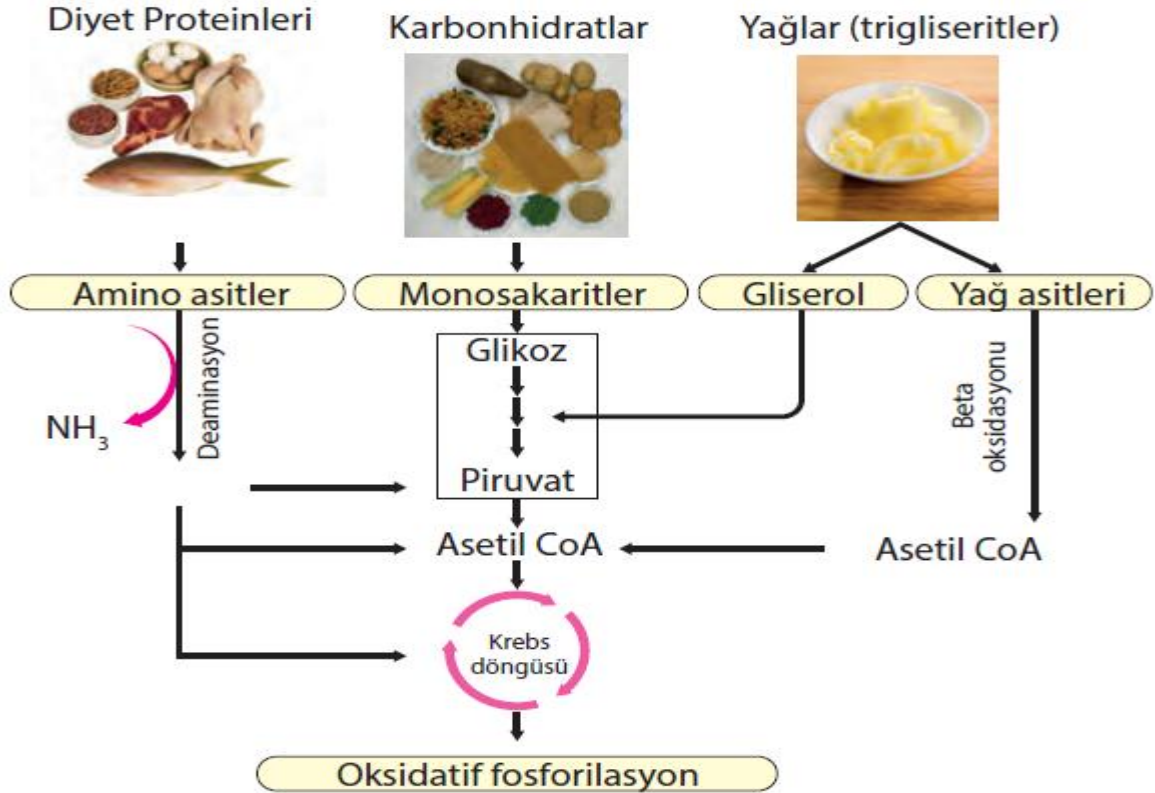 Diyet Proteinleri
Karbonhidratlar
Yağlar (trigliseritler)
Amino asitler
Monosakaritler
Gliserol
Yağ asitleri
Deaminasyon
NH₃
Glikoz
Piruvat
Beta
oksidasyonu
Asetil CoA
Asetil CoA
Krebs
döngüsü
Oksidatif fosforilasyon